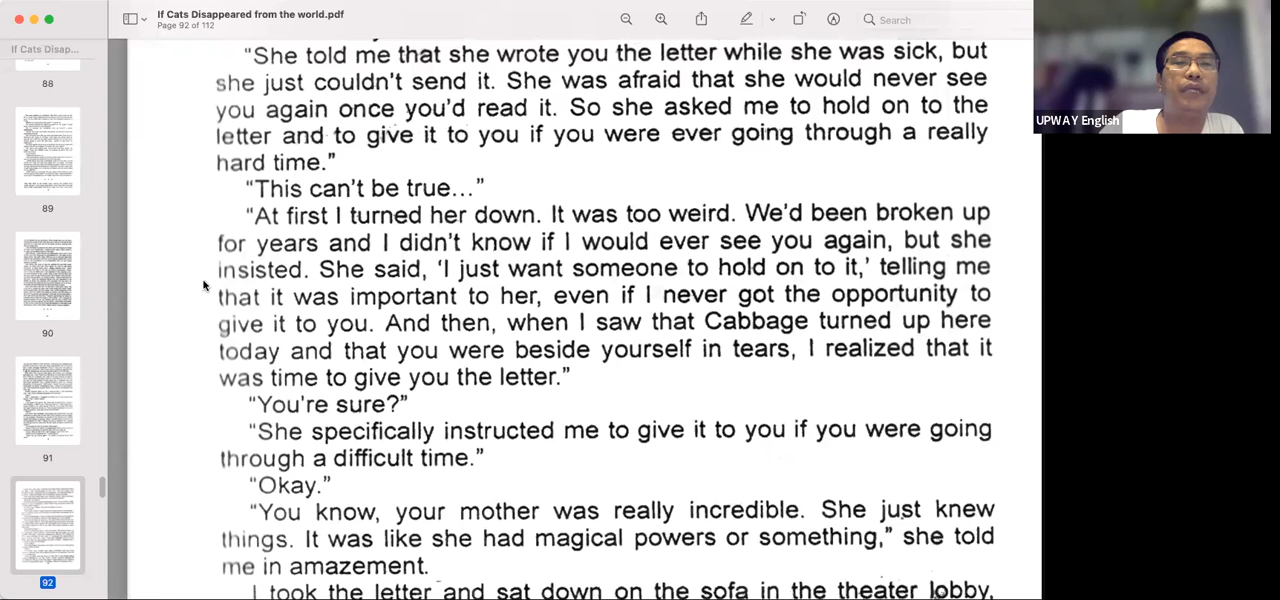 If Cats Disappeared from the world.pdf
Page 92 of 112
Search
If Cats Disap...
88
89
90
91
92
"She told me that she wrote you the letter while she was sick, but
she just couldn't send it. She was afraid that she would never see
you again once you'd read it. So she asked me to hold on to the
letter and to give it to you if you were ever going through a really
hard time."
"This can't be true..."
"At first I turned her down. It was too weird. We'd been broken up
for years and I didn't know if I would ever see you again, but she
insisted. She said, 'I just want someone to hold on to it,' telling me
that it was important to her, even if I never got the opportunity to
give it to you. And then, when I saw that Cabbage turned up here
today and that you were beside yourself in tears, I realized that it
was time to give you the letter."
"You're sure?"
"She specifically instructed me to give it to you if you were going
through a difficult time."
"Okay."
"You know, your mother was really incredible. She just knew
things. It was like she had magical powers or something," she told
me in amazement.
I took the letter and sat down on the sofa in the theater lobby,
UPWAY English